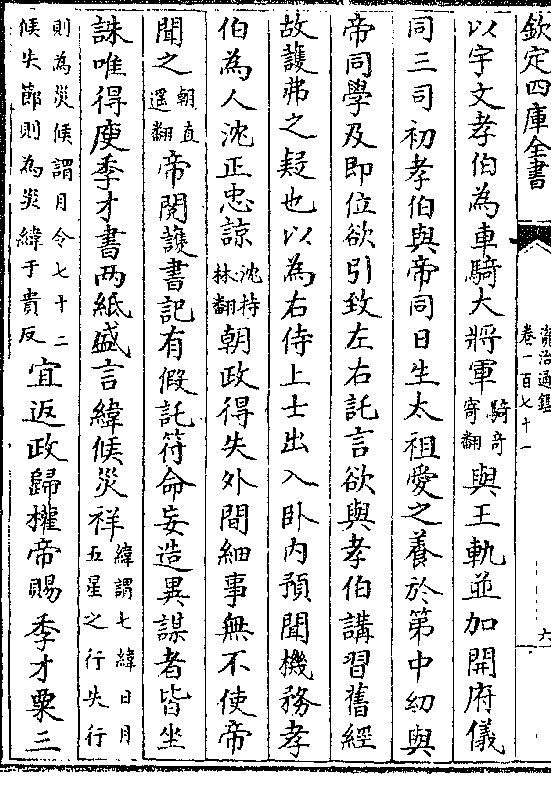 欽定四庫全書
資治通鑑
卷一百七十一
六
以宇文孝伯為車騎大將軍騎奇寄翻與王軌並加開府儀
同三司初孝伯與帝同日生太祖愛之養於第中幼與
帝同學及即位欲引致左右託言欲與孝伯講習舊經
故護弗之疑也以為右侍上士出入卧内預聞機務孝
伯為人沈正忠諒沈持林翻朝政得失外間細事無不使帝
聞之朝直遥翻帝閱護書記有假託符命妄造異謀者皆坐
誅唯得庾季才書兩紙盛言緯候災祥緯謂七緯日月五星之行失行
則為災候謂月令七十二候失節則為災緯于貴反宜返政歸權帝賜季才粟三